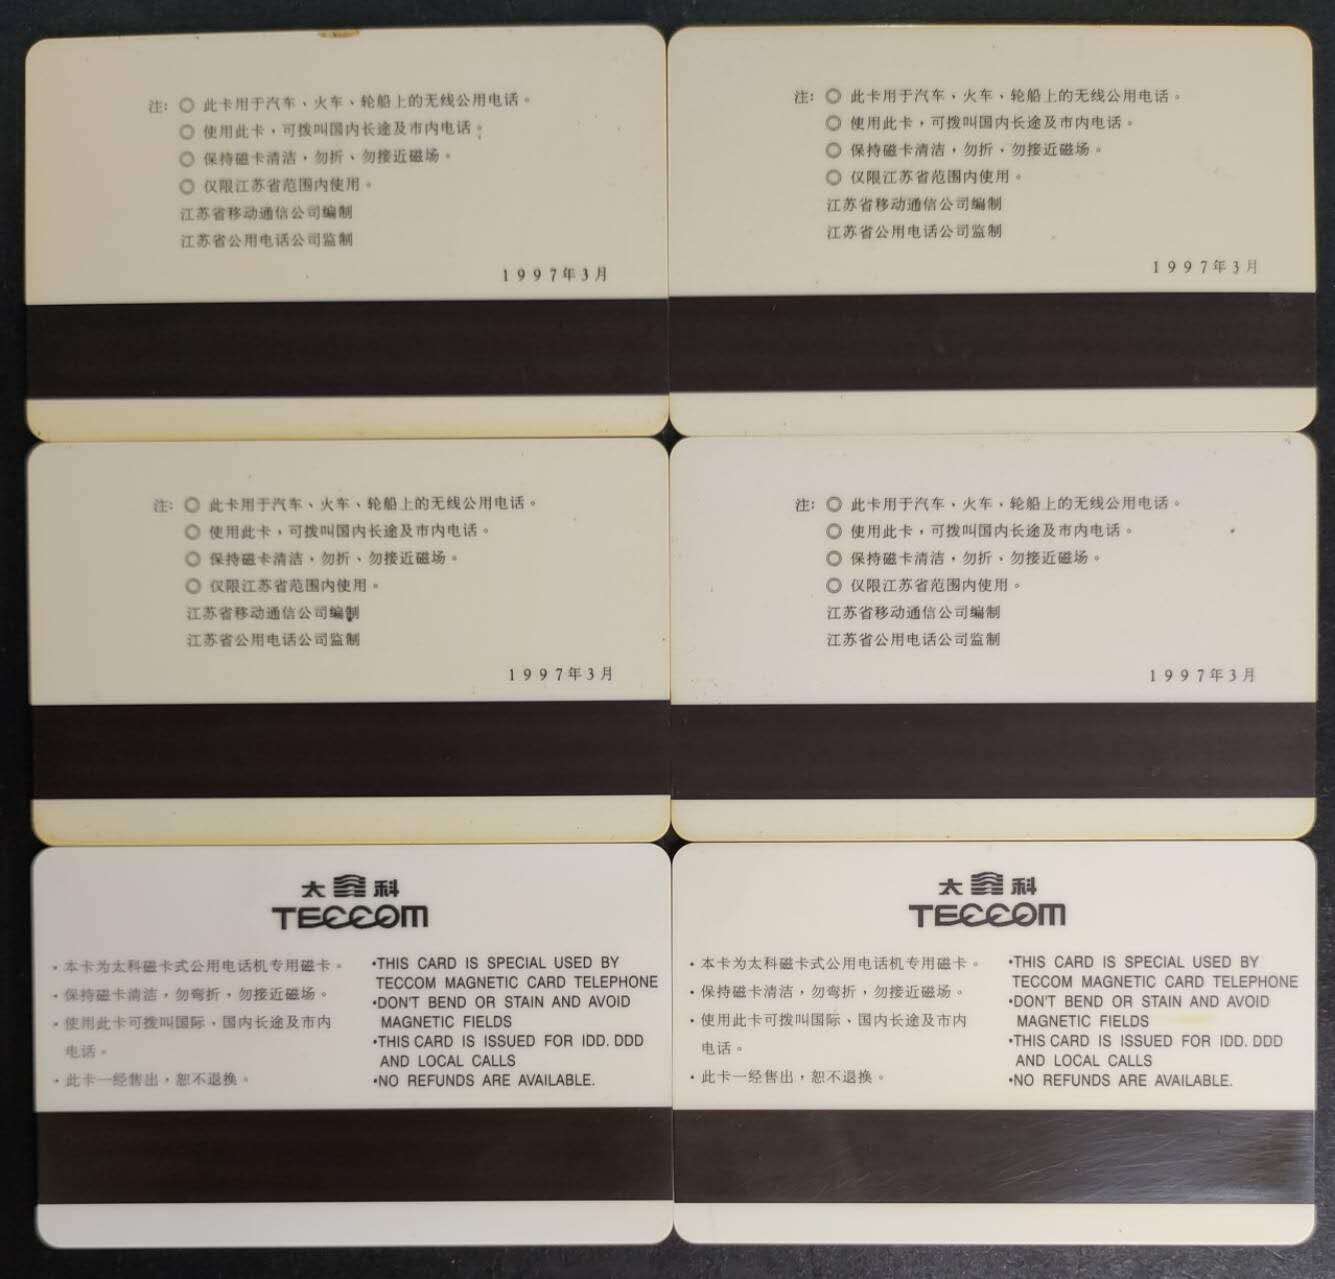 注: ◎ 此卡用于汽车、火车、轮船上的无线公用电话。
◎ 使用此卡，可拨叫国内长途及市内电话。
◎ 保持磁卡清洁，勿折、勿接近磁场。
◎ 仅限江苏省范围内使用。
江苏省移动通信公司编制
江苏省公用电话公司监制
1997年3月
注: ◎ 此卡用于汽车、火车、轮船上的无线公用电话。
◎ 使用此卡，可拨叫国内长途及市内电话。
◎ 保持磁卡清洁，勿折、勿接近磁场。
◎ 仅限江苏省范围内使用。
江苏省移动通信公司编制
江苏省公用电话公司监制
1997年3月
注: ◎ 此卡用于汽车、火车、轮船上的无线公用电话。
◎ 使用此卡，可拨叫国内长途及市内电话。
◎ 保持磁卡清洁，勿折、勿接近磁场。
◎ 仅限江苏省范围内使用。
江苏省移动通信公司编制
江苏省公用电话公司监制
1997年3月
注: ◎ 此卡用于汽车、火车、轮船上的无线公用电话。
◎ 使用此卡，可拨叫国内长途及市内电话。
◎ 保持磁卡清洁，勿折、勿接近磁场。
◎ 仅限江苏省范围内使用。
江苏省移动通信公司编制
江苏省公用电话公司监制
1997年3月
太 科
TECCOM
·本卡为太科磁卡式公用电话机专用磁卡。
·保持磁卡清洁，勿弯折，勿接近磁场。
·使用此卡可拨叫国际、国内长途及市内
电话。
·此卡一经售出，恕不退换。
·THIS CARD IS SPECIAL USED BY
TECCOM MAGNETIC CARD TELEPHONE
·DON'T BEND OR STAIN AND AVOID
MAGNETIC FIELDS
·THIS CARD IS ISSUED FOR IDD. DDD
AND LOCAL CALLS
·NO REFUNDS ARE AVAILABLE.
太 科
TECCOM
·本卡为太科磁卡式公用电话机专用磁卡。
·保持磁卡清洁，勿弯折，勿接近磁场。
·使用此卡可拨叫国际、国内长途及市内
电话。
·此卡一经售出，恕不退换。
·THIS CARD IS SPECIAL USED BY
TECCOM MAGNETIC CARD TELEPHONE
·DON'T BEND OR STAIN AND AVOID
MAGNETIC FIELDS
·THIS CARD IS ISSUED FOR IDD. DDD
AND LOCAL CALLS
·NO REFUNDS ARE AVAILABLE.